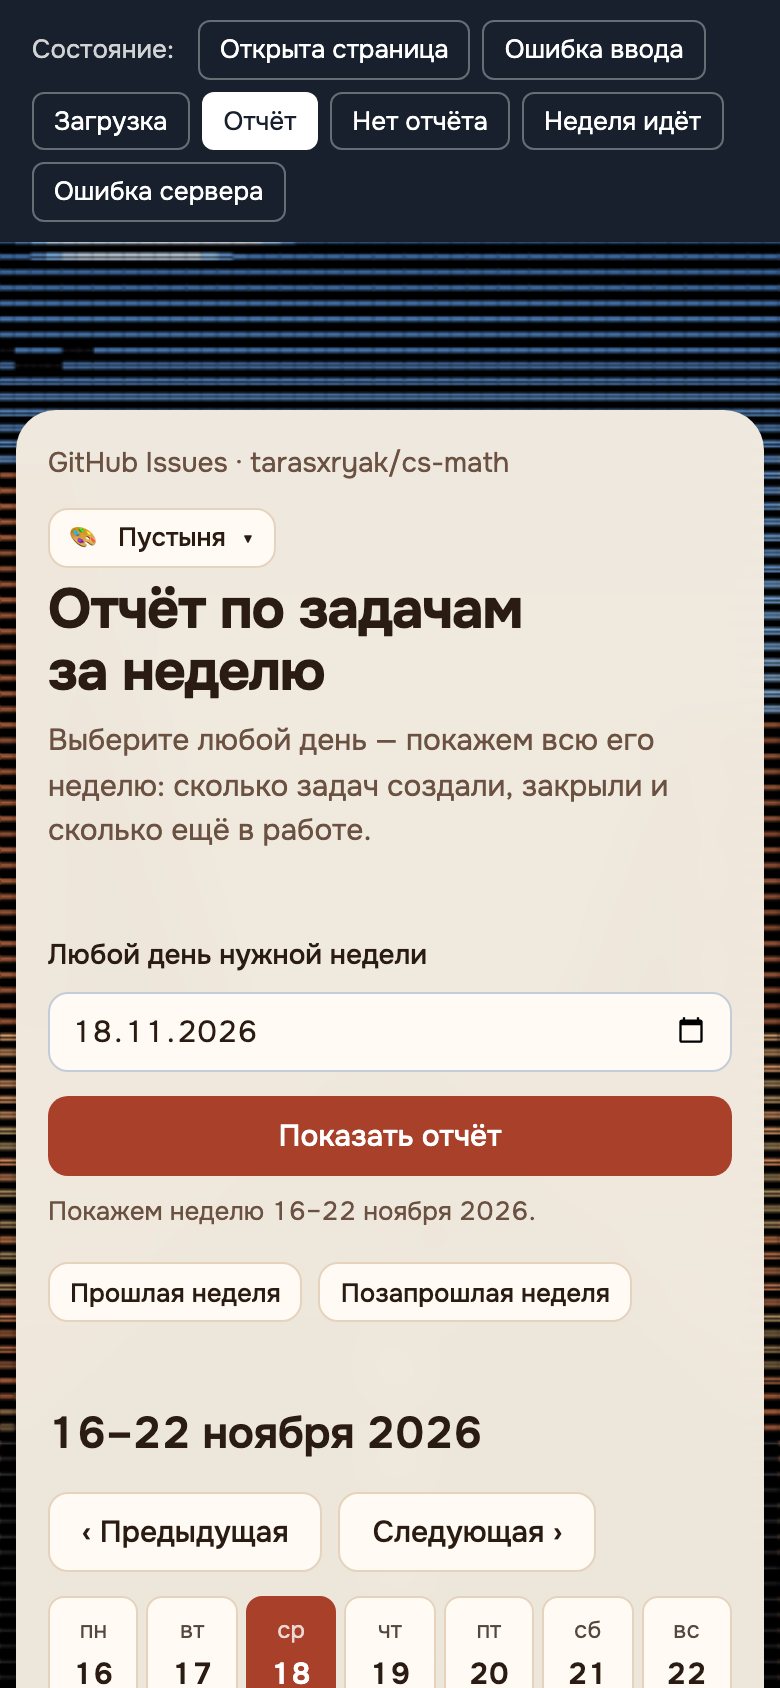 Состояние:
Открыта страница
Ошибка ввода
Загрузка
Отчёт
Нет отчёта
Неделя идёт
Ошибка сервера
GitHub Issues · tarasxryak/cs-math
Пустыня
Отчёт по задачам
за неделю
Выберите любой день — покажем всю его
неделю: сколько задач создали, закрыли и
сколько ещё в работе.
Любой день нужной недели
18.11.2026
Показать отчёт
Покажем неделю 16–22 ноября 2026.
Прошлая неделя
Позапрошлая неделя
16–22 ноября 2026
‹ Предыдущая
Следующая ›
пн вт ср чт пт сб вс
16 17 18 19 20 21 22